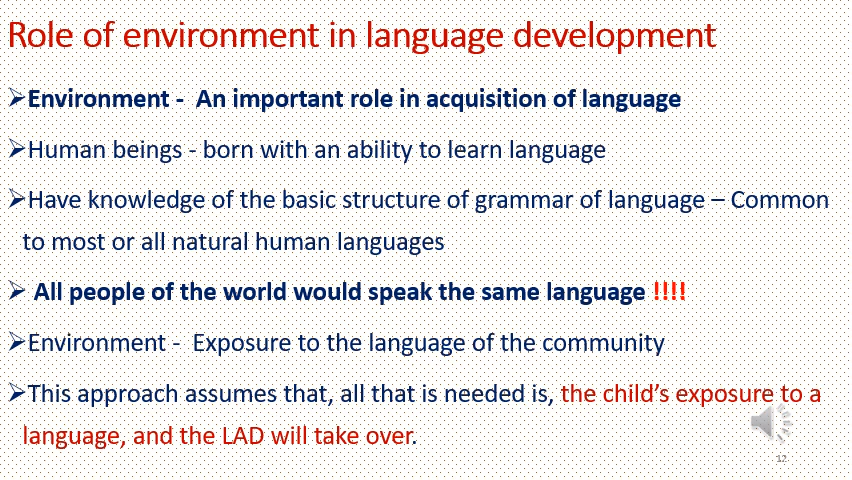 Role of environment in language development
➢Environment - An important role in acquisition of language
➢Human beings - born with an ability to learn language
➢Have knowledge of the basic structure of grammar of language – Common
to most or all natural human languages
➢ All people of the world would speak the same language !!!!
➢Environment - Exposure to the language of the community
➢This approach assumes that, all that is needed is, the child’s exposure to a
language, and the LAD will take over.
12